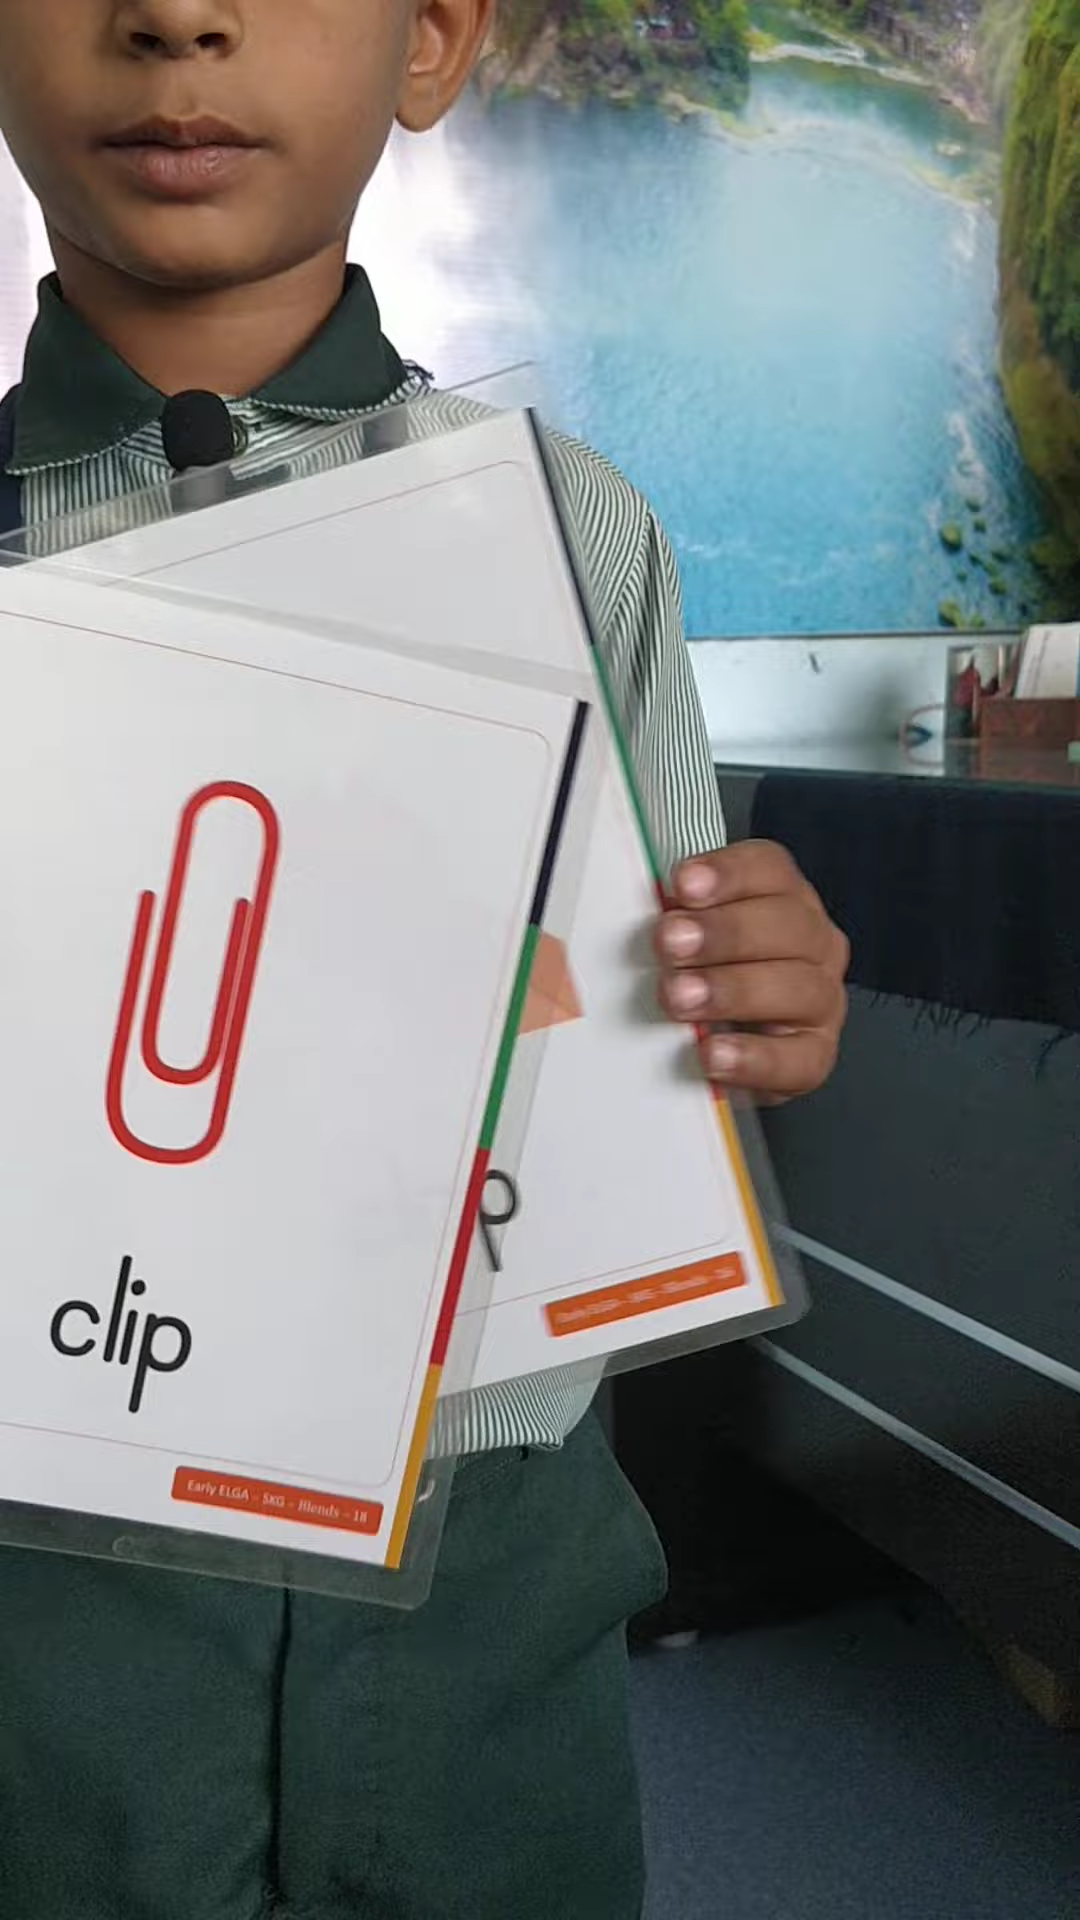 clip
p
Early ELGA – SKG – Blends – 18